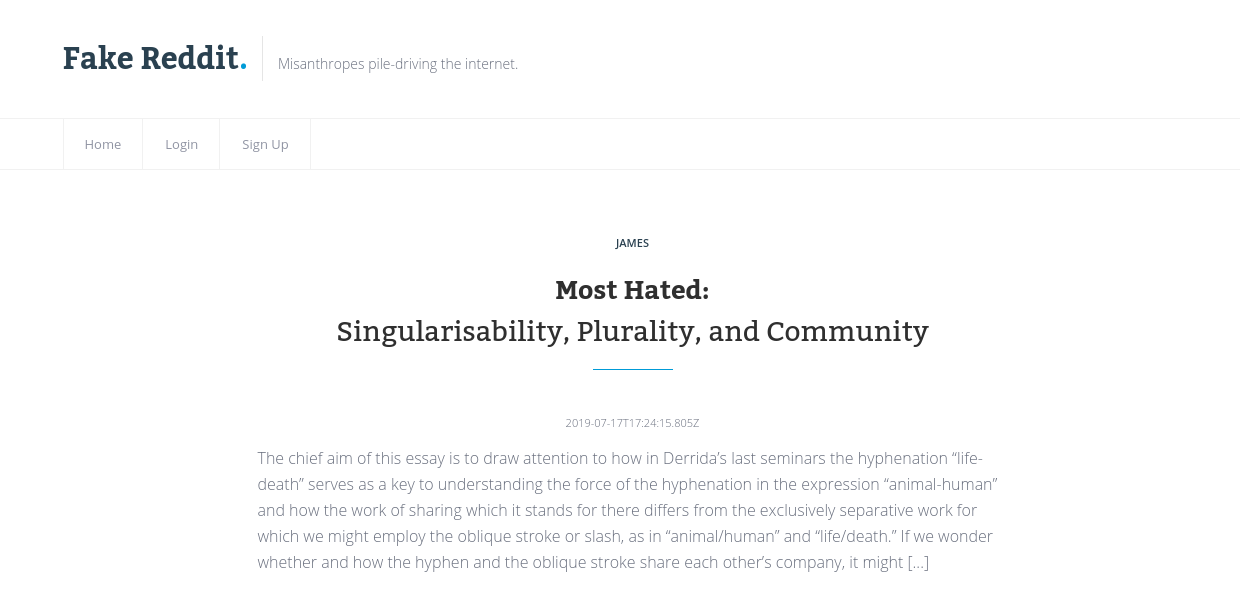 Fake Reddit.
Misanthropes pile-driving the internet.
Home
Login
Sign Up
JAMES
Most Hated:
Singularisability, Plurality, and Community
2019-07-17T17:24:15.805Z
The chief aim of this essay is to draw attention to how in Derrida’s last seminars the hyphenation “life-
death” serves as a key to understanding the force of the hyphenation in the expression “animal-human”
and how the work of sharing which it stands for there differs from the exclusively separative work for
which we might employ the oblique stroke or slash, as in “animal/human” and “life/death.” If we wonder
whether and how the hyphen and the oblique stroke share each other’s company, it might [...]